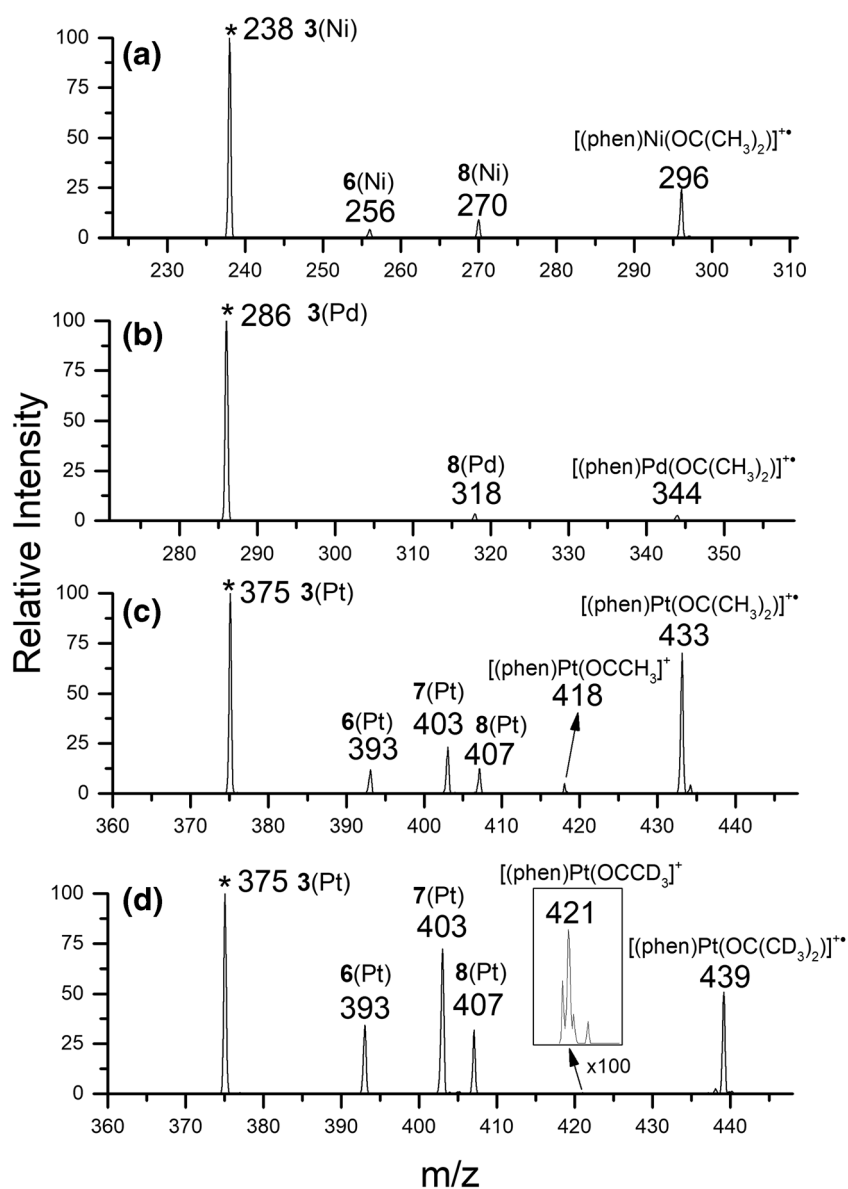 (a)
* 238 3(Ni)
[(phen)Ni(OC(CH3)2)]+•
6(Ni)
256
8(Ni)
270
296
100
75
50
25
0
230 240 250 260 270 280 290 300 310
(b)
* 286 3(Pd)
8(Pd)
318
[(phen)Pd(OC(CH3)2)]+•
344
100
75
50
25
0
280 290 300 310 320 330 340 350
(c)
* 375 3(Pt)
[(phen)Pt(OC(CH3)2)]+•
433
[(phen)Pt(OCCH3]+
418
7(Pt)
403
6(Pt)
393
8(Pt)
407
100
75
50
25
0
360 370 380 390 400 410 420 430 440
(d)
* 375 3(Pt)
[(phen)Pt(OCCD3]+
421
7(Pt)
403
[(phen)Pt(OC(CD3)2)]+•
439
6(Pt)
393
8(Pt)
407
x100
100
75
50
25
0
360 370 380 390 400 410 420 430 440
Relative Intensity
m/z